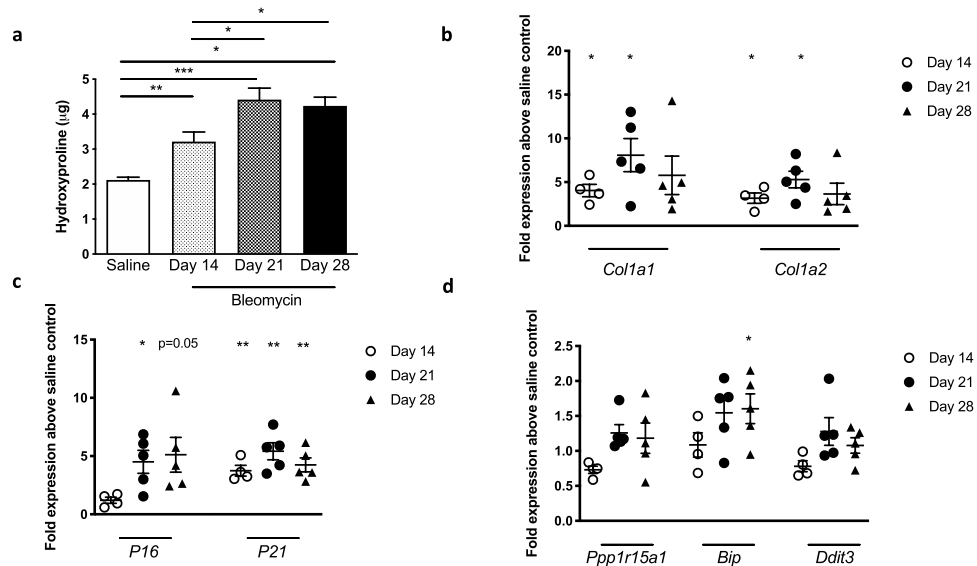 a
*
*
*
***
**
Hydroxyproline (µg)
5
4
3
2
1
0
Saline Day 14 Day 21 Day 28
Bleomycin
b
Fold expression above saline control
20
15
10
5
0
* * * *
Day 14
Day 21
Day 28
Col1a1 Col1a2
c
Fold expression above saline control
15
10
5
0
* p=0.05 ** ** **
Day 14
Day 21
Day 28
P16 P21
d
Fold expression above saline control
2.5
2.0
1.5
1.0
0.5
0.0
*
Day 14
Day 21
Day 28
Ppp1r15a1 Bip Ddit3